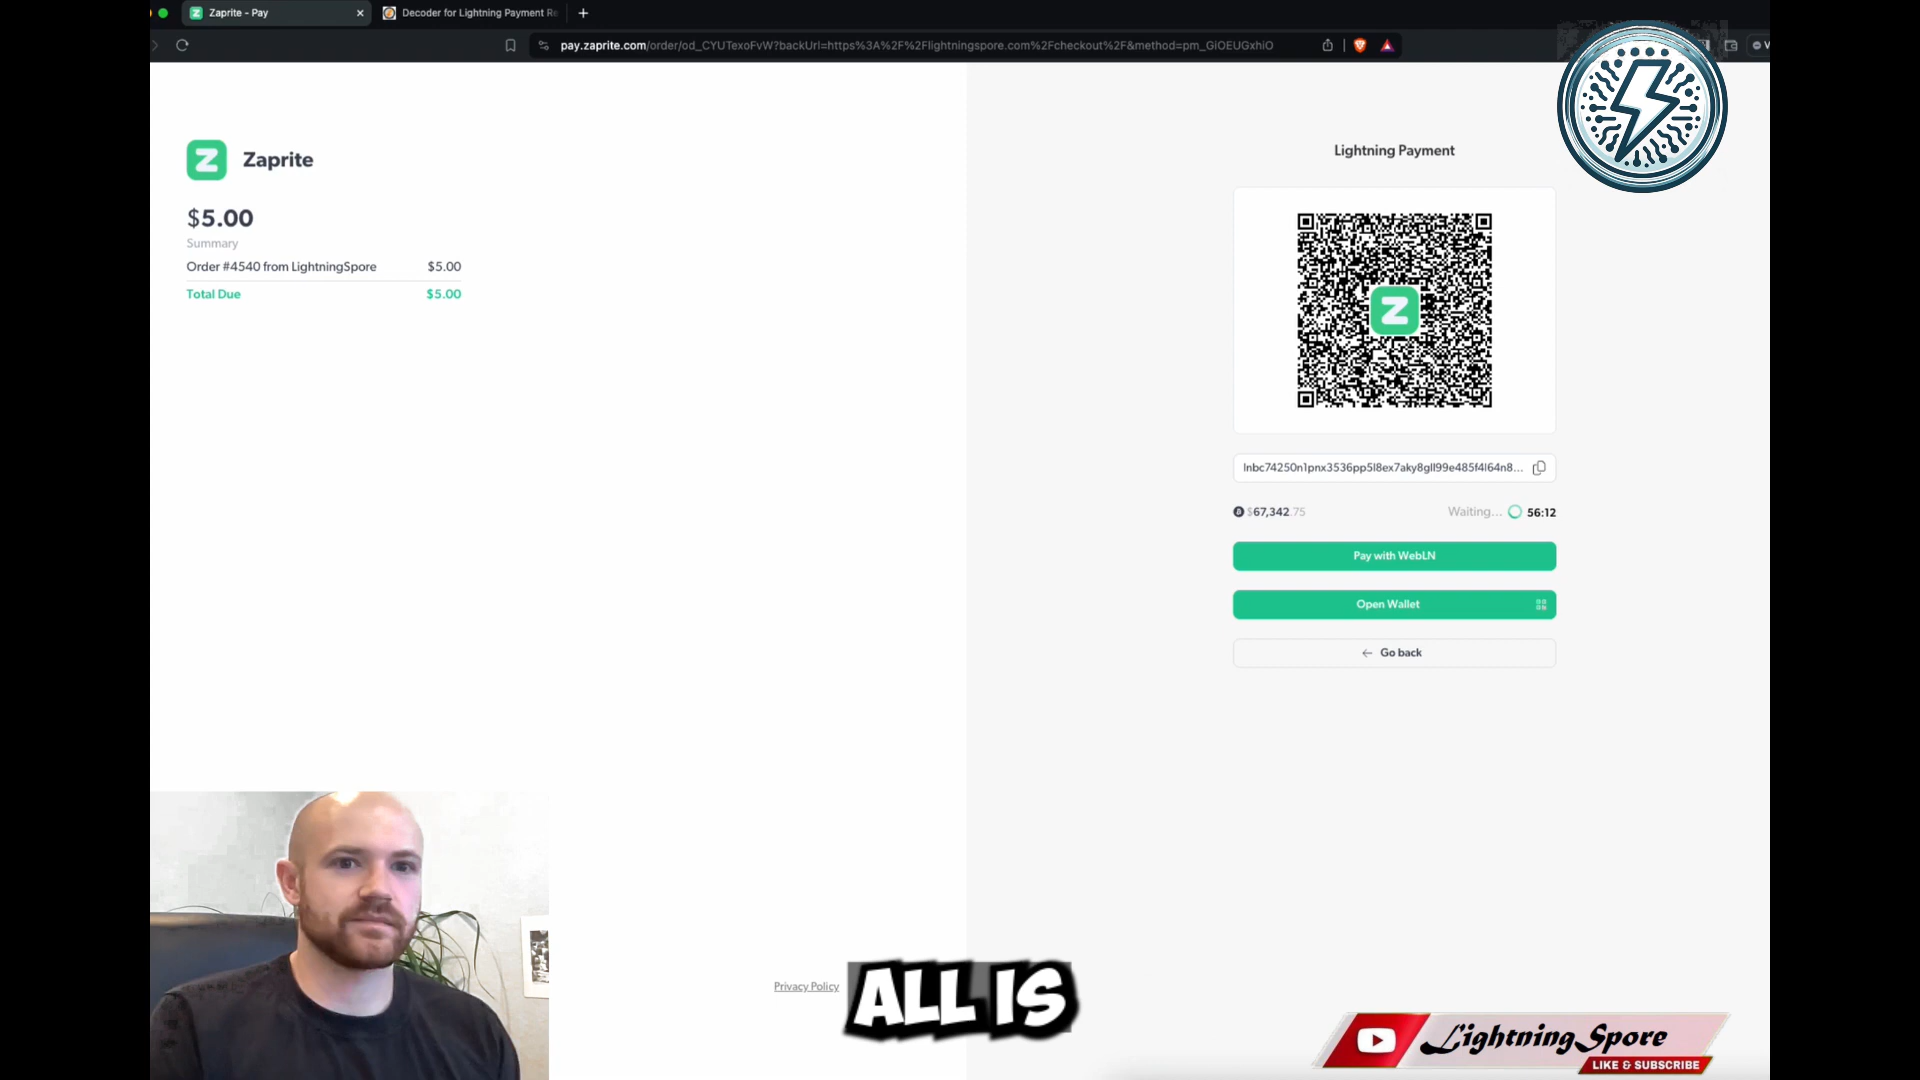 Zaprite - Pay
Decoder for Lightning Payment Re
pay.zaprite.com/order/od_CYUTexoFvW?backUrl=https%3A%2F%2Flightningspore.com%2Fcheckout%2F&method=pm_GiOEUGxhiO
V
Z Zaprite
$5.00
Summary
Order #4540 from LightningSpore $5.00
Total Due $5.00
Lightning Payment
Z
lnbc74250n1pnx3536pp5l8ex7aky8gll99e485f4l64n8...
$67,342.75 Waiting... 56:12
Pay with WebLN
Open Wallet
← Go back
Privacy Policy
ALL IS
LightningSpore
LIKE & SUBSCRIBE